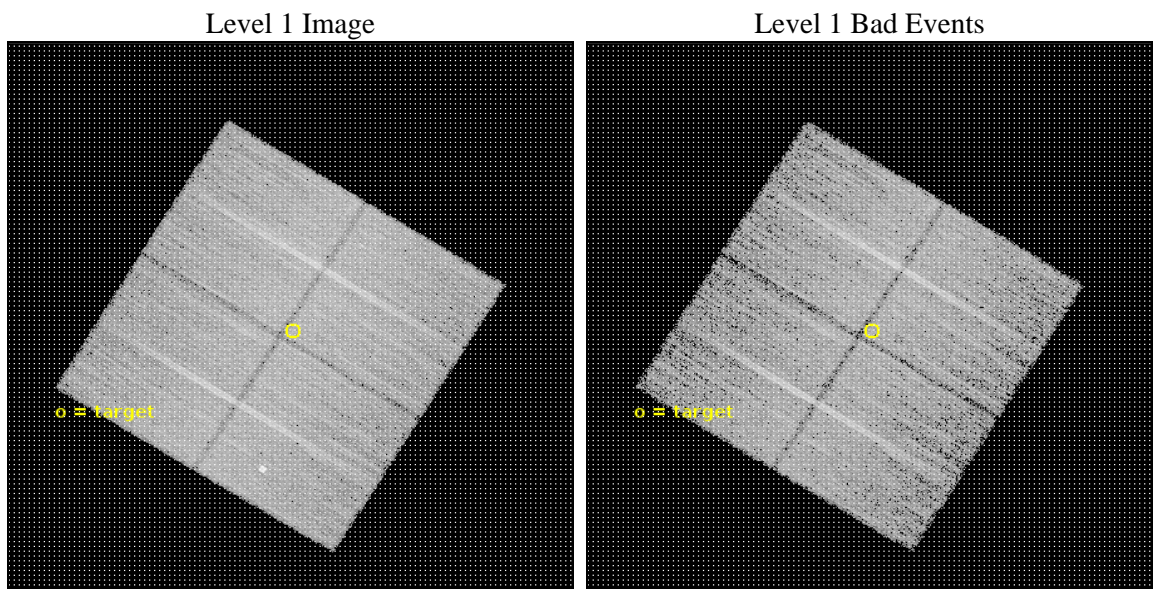 Level 1 Image
Level 1 Bad Events
o = target
o = target